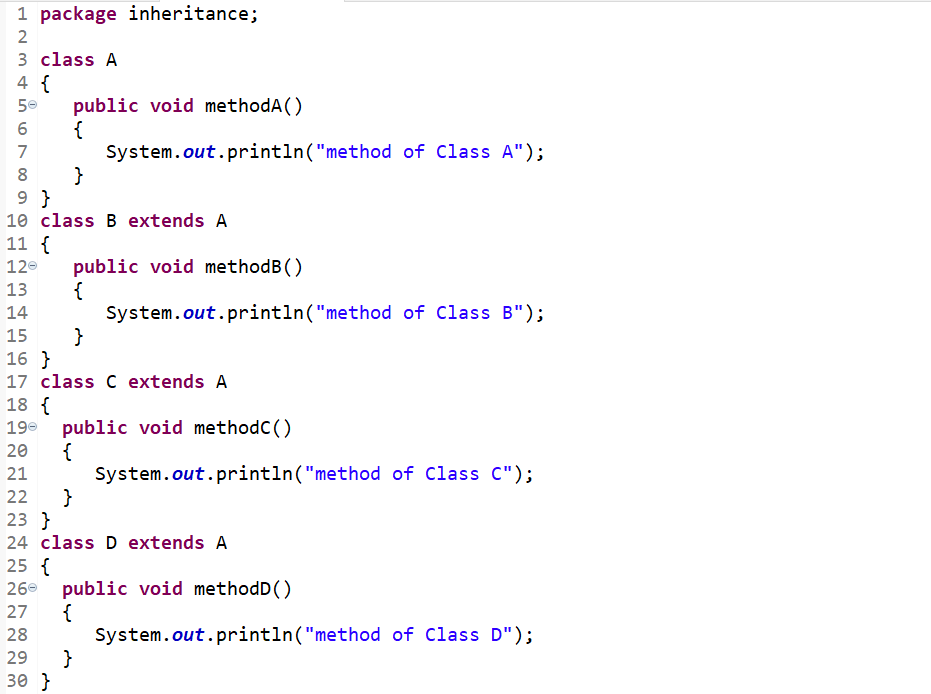 1 package inheritance;
2
3 class A
4 {
5 public void methodA()
6 {
7 System.out.println("method of Class A");
8 }
9 }
10 class B extends A
11 {
12 public void methodB()
13 {
14 System.out.println("method of Class B");
15 }
16 }
17 class C extends A
18 {
19 public void methodC()
20 {
21 System.out.println("method of Class C");
22 }
23 }
24 class D extends A
25 {
26 public void methodD()
27 {
28 System.out.println("method of Class D");
29 }
30 }